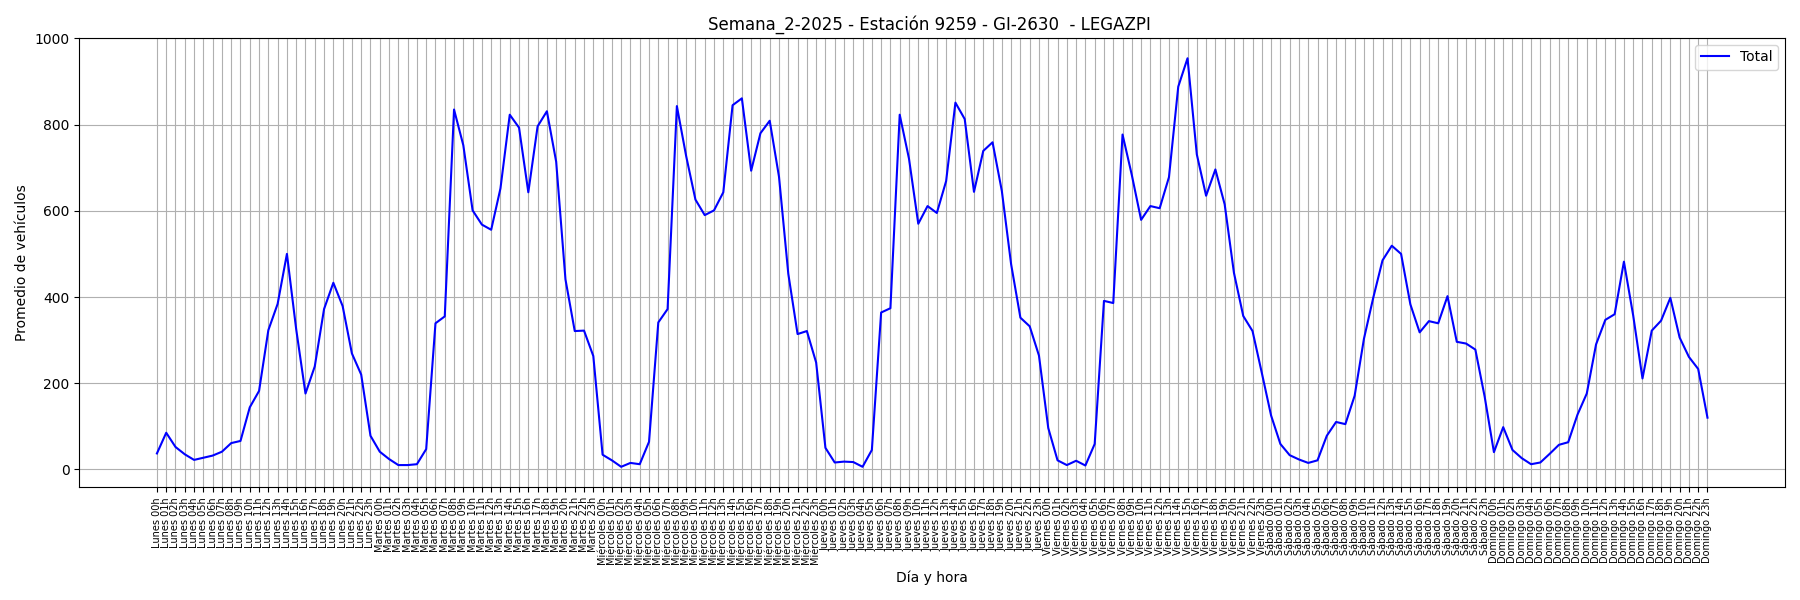 Semana_2-2025 - Estación 9259 - GI-2630 - LEGAZPI
Total
Promedio de vehículos
1000
800
600
400
200
0
Lunes 00h
Lunes 01h
Lunes 02h
Lunes 03h
Lunes 04h
Lunes 05h
Lunes 06h
Lunes 07h
Lunes 08h
Lunes 09h
Lunes 10h
Lunes 11h
Lunes 12h
Lunes 13h
Lunes 14h
Lunes 15h
Lunes 16h
Lunes 17h
Lunes 18h
Lunes 19h
Lunes 20h
Lunes 21h
Lunes 22h
Lunes 23h
Martes 00h
Martes 01h
Martes 02h
Martes 03h
Martes 04h
Martes 05h
Martes 06h
Martes 07h
Martes 08h
Martes 09h
Martes 10h
Martes 11h
Martes 12h
Martes 13h
Martes 14h
Martes 15h
Martes 16h
Martes 17h
Martes 18h
Martes 19h
Martes 20h
Martes 21h
Martes 22h
Martes 23h
Miércoles 00h
Miércoles 01h
Miércoles 02h
Miércoles 03h
Miércoles 04h
Miércoles 05h
Miércoles 06h
Miércoles 07h
Miércoles 08h
Miércoles 09h
Miércoles 10h
Miércoles 11h
Miércoles 12h
Miércoles 13h
Miércoles 14h
Miércoles 15h
Miércoles 16h
Miércoles 17h
Miércoles 18h
Miércoles 19h
Miércoles 20h
Miércoles 21h
Miércoles 22h
Miércoles 23h
Jueves 00h
Jueves 01h
Jueves 02h
Jueves 03h
Jueves 04h
Jueves 05h
Jueves 06h
Jueves 07h
Jueves 08h
Jueves 09h
Jueves 10h
Jueves 11h
Jueves 12h
Jueves 13h
Jueves 14h
Jueves 15h
Jueves 16h
Jueves 17h
Jueves 18h
Jueves 19h
Jueves 20h
Jueves 21h
Jueves 22h
Jueves 23h
Viernes 00h
Viernes 01h
Viernes 02h
Viernes 03h
Viernes 04h
Viernes 05h
Viernes 06h
Viernes 07h
Viernes 08h
Viernes 09h
Viernes 10h
Viernes 11h
Viernes 12h
Viernes 13h
Viernes 14h
Viernes 15h
Viernes 16h
Viernes 17h
Viernes 18h
Viernes 19h
Viernes 20h
Viernes 21h
Viernes 22h
Viernes 23h
Sábado 00h
Sábado 01h
Sábado 02h
Sábado 03h
Sábado 04h
Sábado 05h
Sábado 06h
Sábado 07h
Sábado 08h
Sábado 09h
Sábado 10h
Sábado 11h
Sábado 12h
Sábado 13h
Sábado 14h
Sábado 15h
Sábado 16h
Sábado 17h
Sábado 18h
Sábado 19h
Sábado 20h
Sábado 21h
Sábado 22h
Sábado 23h
Domingo 00h
Domingo 01h
Domingo 02h
Domingo 03h
Domingo 04h
Domingo 05h
Domingo 06h
Domingo 07h
Domingo 08h
Domingo 09h
Domingo 10h
Domingo 11h
Domingo 12h
Domingo 13h
Domingo 14h
Domingo 15h
Domingo 16h
Domingo 17h
Domingo 18h
Domingo 19h
Domingo 20h
Domingo 21h
Domingo 22h
Domingo 23h
Día y hora